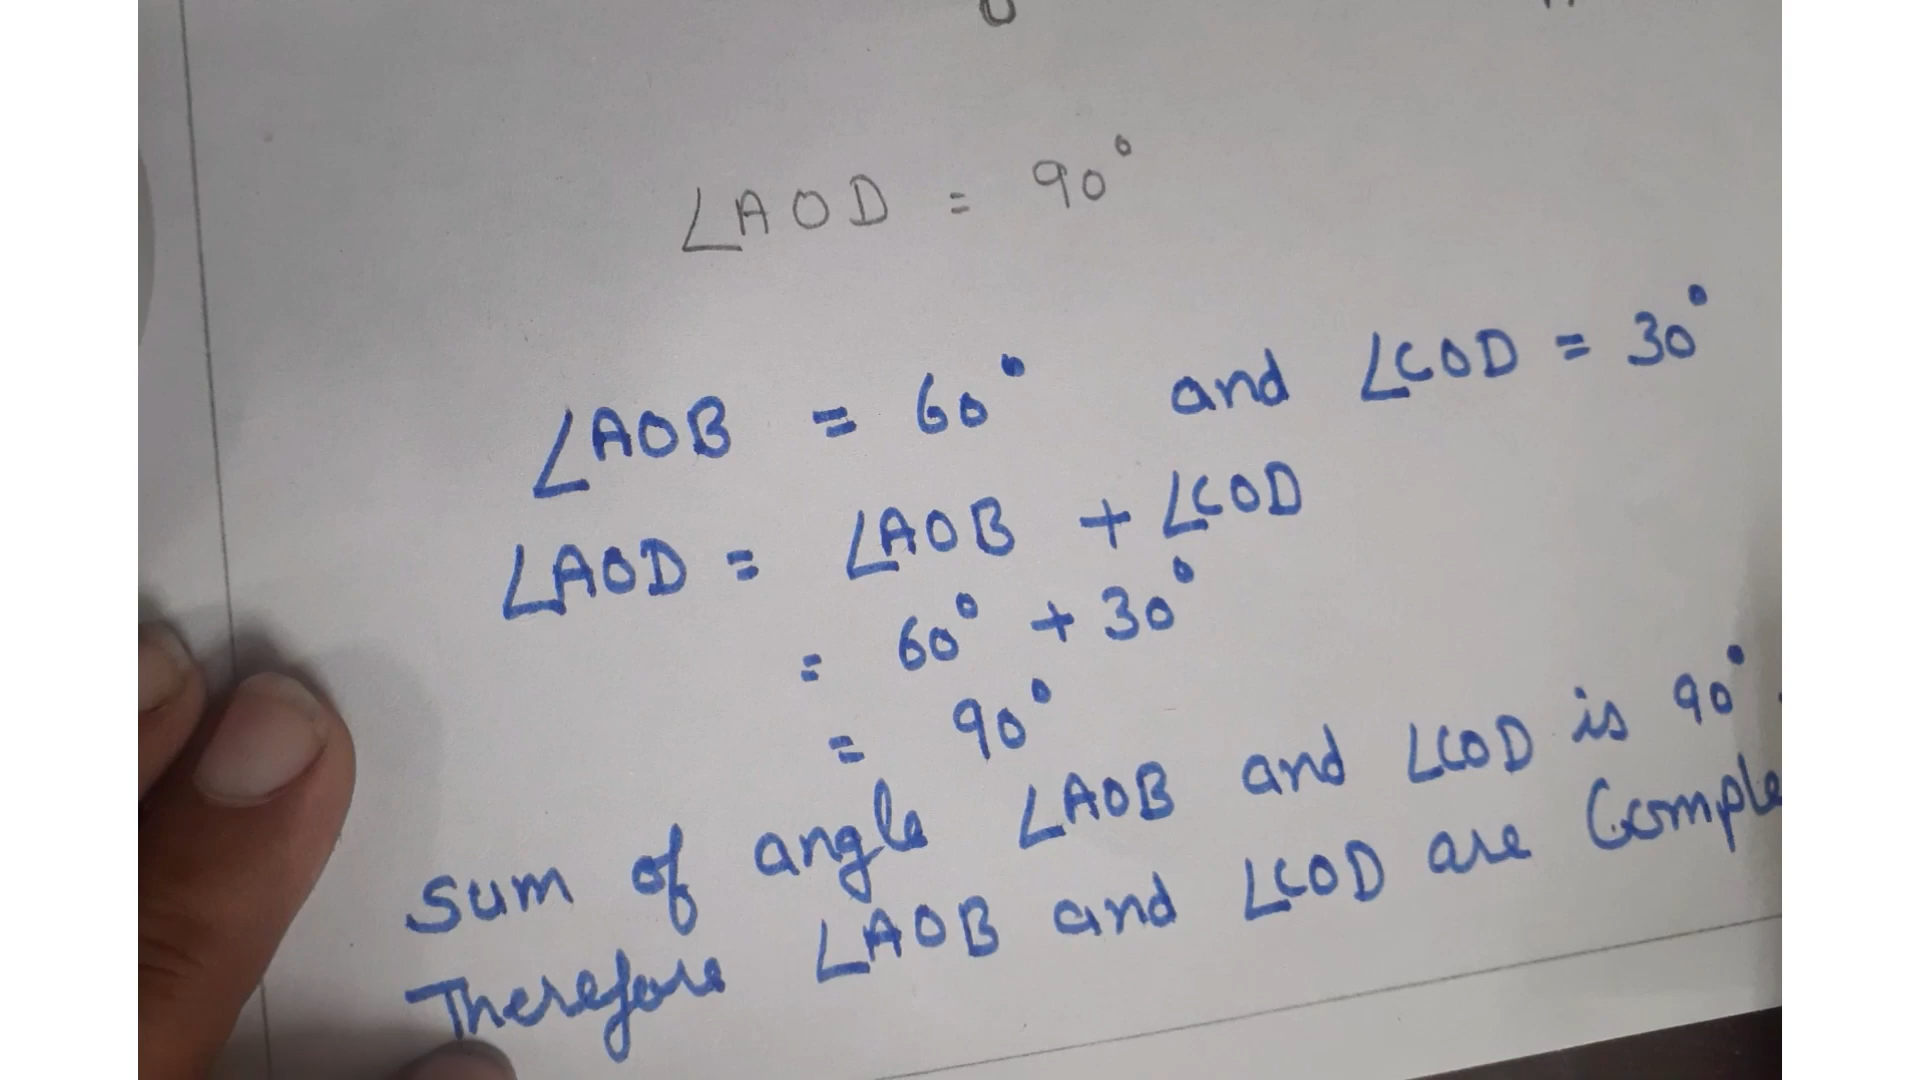 ∠AOD = 90°
∠AOB = 60° and ∠COD = 30°
∠AOD = ∠AOB + ∠COD
= 60° + 30°
= 90°
sum of angle ∠AOB and ∠COD is 90°.
Therefore ∠AOB and ∠COD are Comple